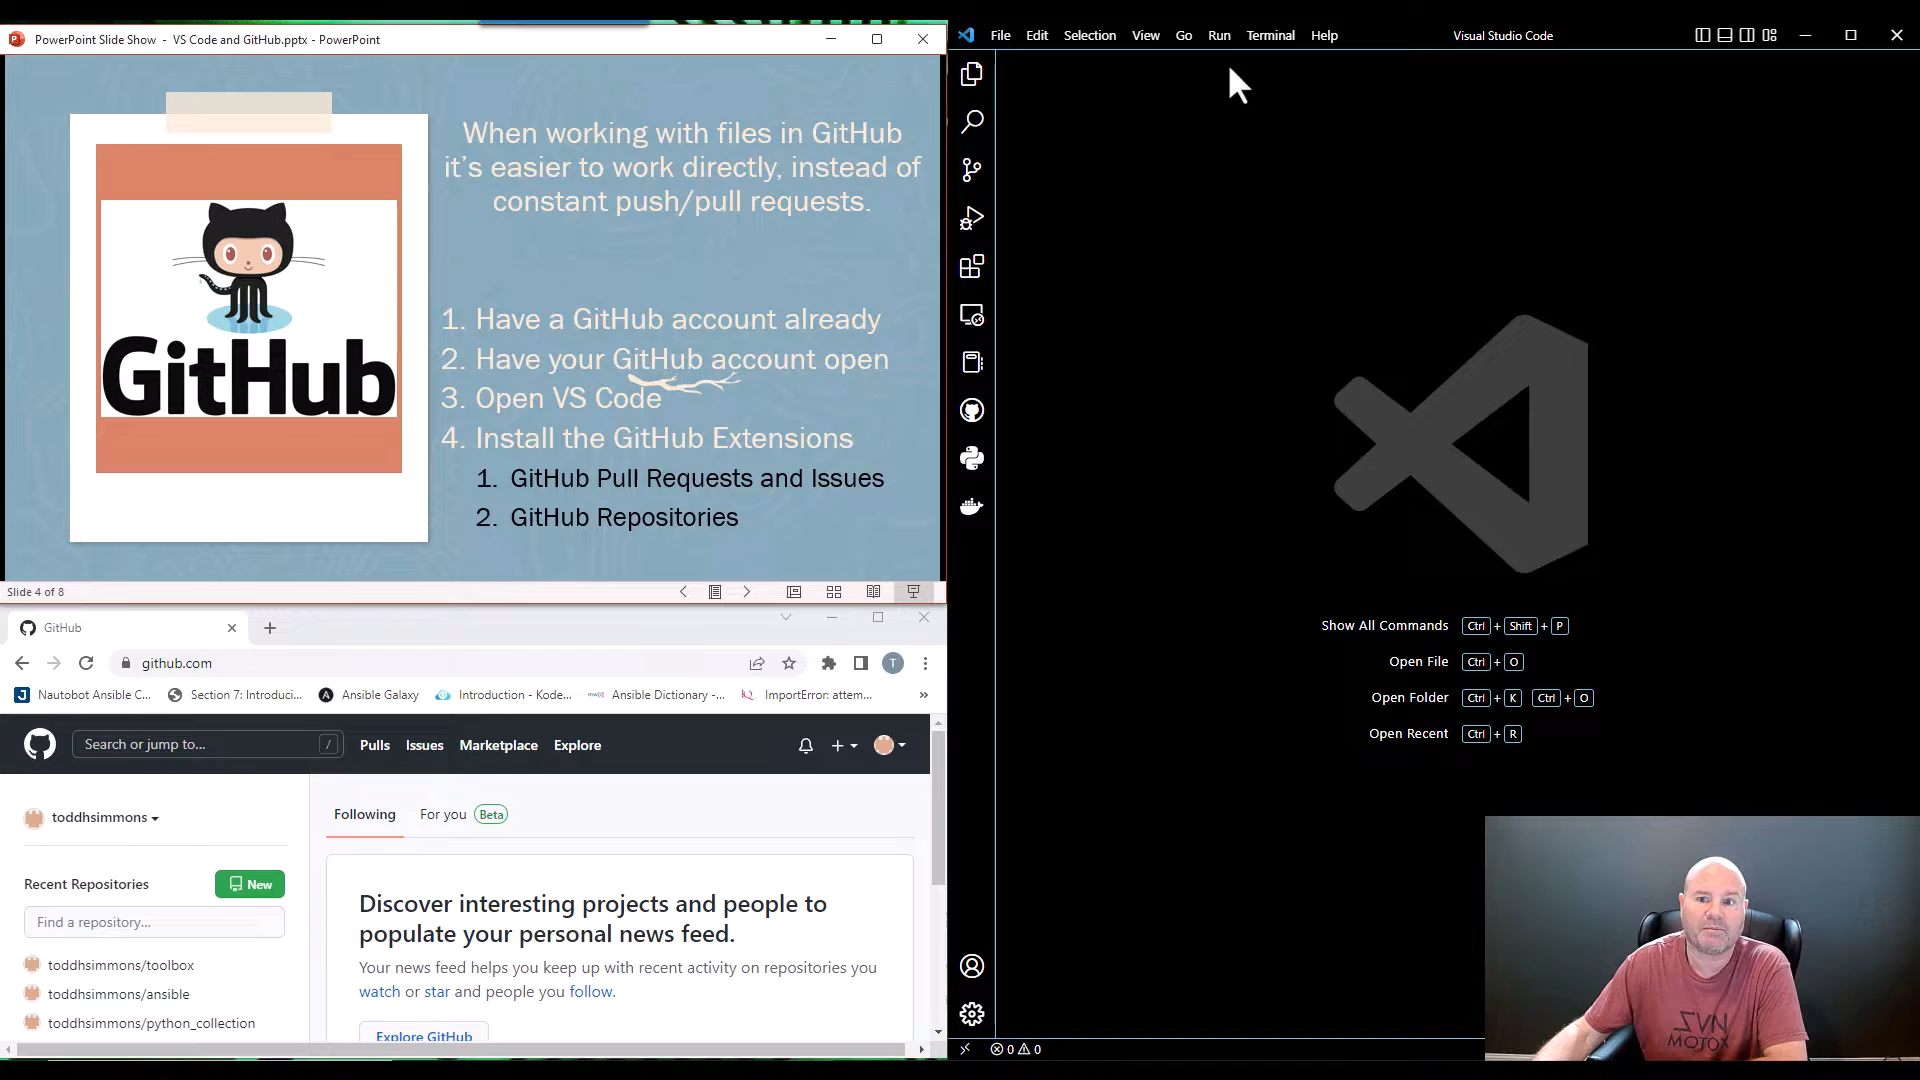 PowerPoint Slide Show - VS Code and GitHub.pptx - PowerPoint
When working with files in GitHub
it's easier to work directly, instead of
constant push/pull requests.
GitHub
1. Have a GitHub account already
2. Have your GitHub account open
3. Open VS Code
4. Install the GitHub Extensions
1. GitHub Pull Requests and Issues
2. GitHub Repositories
Slide 4 of 8
GitHub
github.com
T
Nautobot Ansible C...
Section 7: Introduci...
Ansible Galaxy
Introduction - Kode...
Ansible Dictionary -...
ImportError: attem...
»
Search or jump to... /
Pulls Issues Marketplace Explore
toddhsimmons
Recent Repositories
New
Find a repository...
toddhsimmons/toolbox
toddhsimmons/ansible
toddhsimmons/python_collection
Following
For you Beta
Discover interesting projects and people to
populate your personal news feed.
Your news feed helps you keep up with recent activity on repositories you
watch or star and people you follow.
Explore GitHub
File Edit Selection View Go Run Terminal Help
Visual Studio Code
Show All Commands Ctrl + Shift + P
Open File Ctrl + O
Open Folder Ctrl + K Ctrl + O
Open Recent Ctrl + R
0 0